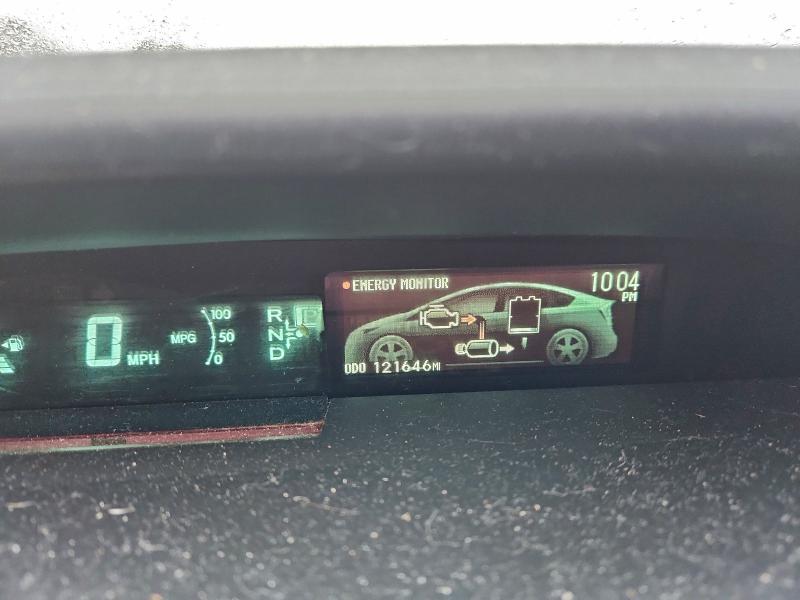 0 MPH
MPG
100
50
0
R
N
D
P
ENERGY MONITOR
10 04
PM
ODO 121646MI